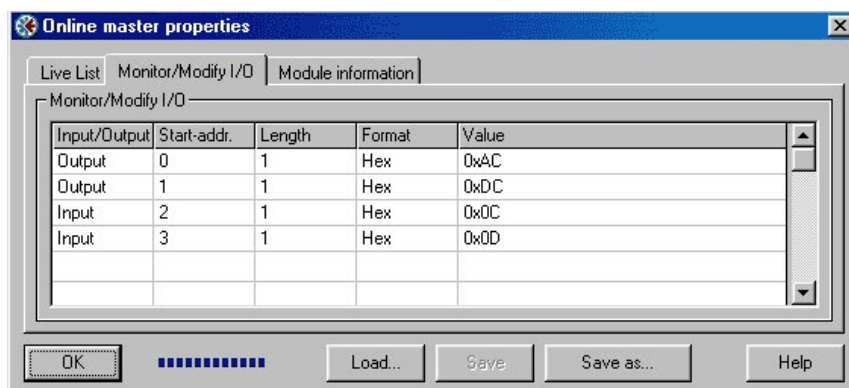 Online master properties
Live List Monitor/Modify I/O Module information
Monitor/Modify I/O
Input/Output Start-addr. Length Format Value
Output 0 1 Hex 0xAC
Output 1 1 Hex 0xDC
Input 2 1 Hex 0x0C
Input 3 1 Hex 0x0D
OK Load... Save Save as... Help